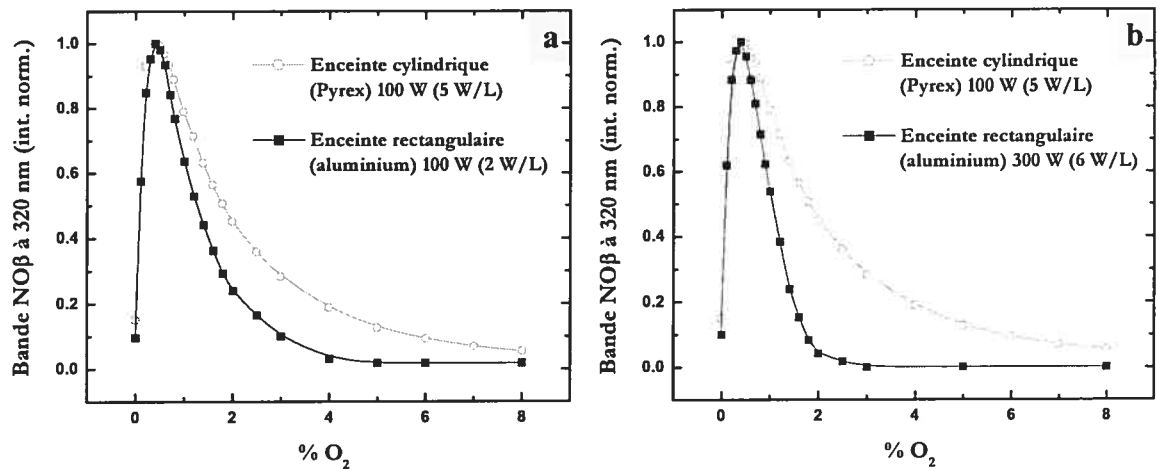 a
Bande NOβ à 320 nm (int. norm.)
1.0
0.8
0.6
0.4
0.2
0.0
Enceinte cylindrique
(Pyrex) 100 W (5 W/L)
Enceinte rectangulaire
(aluminium) 100 W (2 W/L)
0 2 4 6 8
% O₂
b
Bande NOβ à 320 nm (int. norm.)
1.0
0.8
0.6
0.4
0.2
0.0
Enceinte cylindrique
(Pyrex) 100 W (5 W/L)
Enceinte rectangulaire
(aluminium) 300 W (6 W/L)
0 2 4 6 8
% O₂